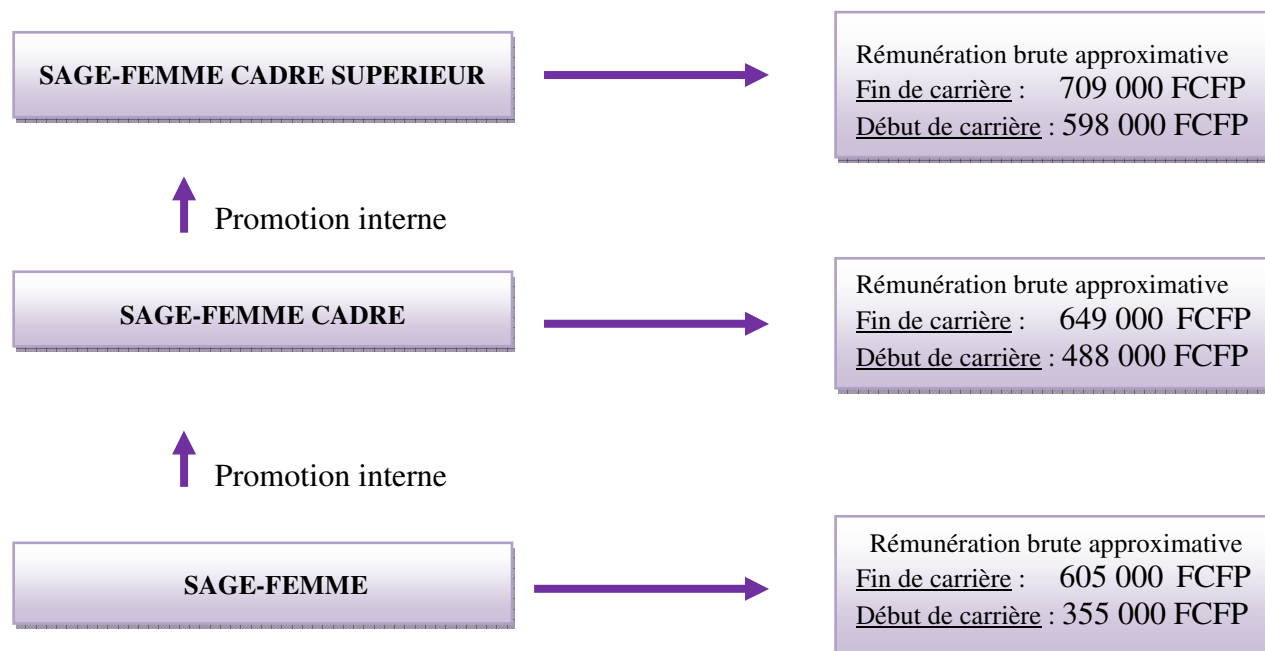 SAGE-FEMME CADRE SUPERIEUR
Rémunération brute approximative
Fin de carrière : 709 000 FCFP
Début de carrière : 598 000 FCFP
Promotion interne
SAGE-FEMME CADRE
Rémunération brute approximative
Fin de carrière : 649 000 FCFP
Début de carrière : 488 000 FCFP
Promotion interne
SAGE-FEMME
Rémunération brute approximative
Fin de carrière : 605 000 FCFP
Début de carrière : 355 000 FCFP